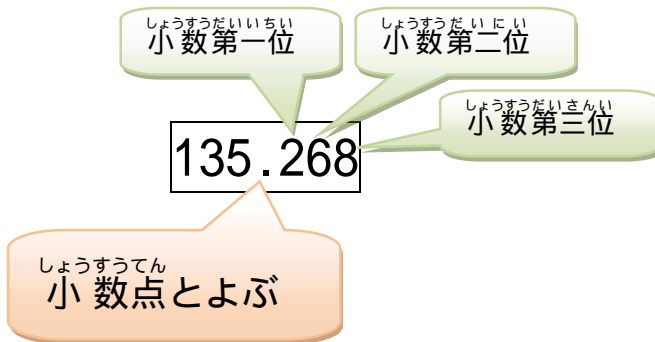 しょうすうだいいちい
小数第一位
しょうすうだいにい
小数第二位
しょうすうだいさんい
小数第三位
135.268
しょうすうてん
小数点とよぶ